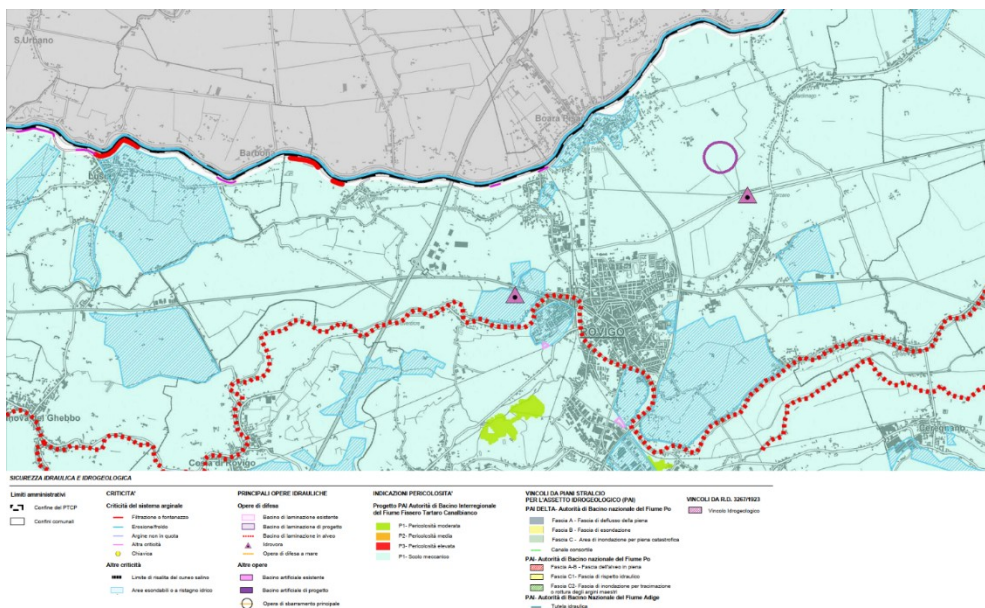 S.Urbano
Boara Pisa
Barbona
Lusia
ROVIGO
nova del Ghebbo
Costa di Rovigo
Ceregnano
SICUREZZA IDRAULICA E IDROGEOLOGICA
Limiti amministrativi
Confine del PTCP
Confini comunali
CRITICITA'
Criticità del sistema arginale
Filtrazione o fontanazzo
Erosione/froldo
Argine non in quota
Altra criticità
Chiavica
Altre criticità
Limite di risalita del cuneo salino
Aree esondabili o a ristagno idrico
PRINCIPALI OPERE IDRAULICHE
Opere di difesa
Bacino di laminazione esistente
Bacino di laminazione di progetto
Bacino di laminazione in alveo
Idrovora
Opere di difesa a mare
Altre opere
Bacino artificiale esistente
Bacino artificiale di progetto
Opere di sbarramento principale
INDICAZIONI PERICOLOSITA'
Progetto PAI Autorità di Bacino Interregionale
del Fiume Fissero Tartaro Canalbianco
P1- Pericolosità moderata
P2- Pericolosità media
P3- Pericolosità elevata
P1- Scolo meccanico
VINCOLI DA PIANI STRALCIO
PER L'ASSETTO IDROGEOLOGICO (PAI)
PAI DELTA- Autorità di Bacino nazionale del Fiume Po
Fascia A - Fascia di deflusso della piena
Fascia B - Fascia di esondazione
Fascia C - Area di inondazione per piena catastrofica
Canale consortile
PAI- Autorità di Bacino nazionale del Fiume Po
Fascia A-B - Fascia dell'alveo in piena
Fascia C1- Fascia di rispetto idraulico
Fascia C2- Fascia di inondazione per tracimazione
o rottura degli argini maestri
PAI- Autorità di Bacino Nazionale del Fiume Adige
Tutela idraulica
VINCOLI DA R.D. 3267/1923
Vincolo Idrogeologico